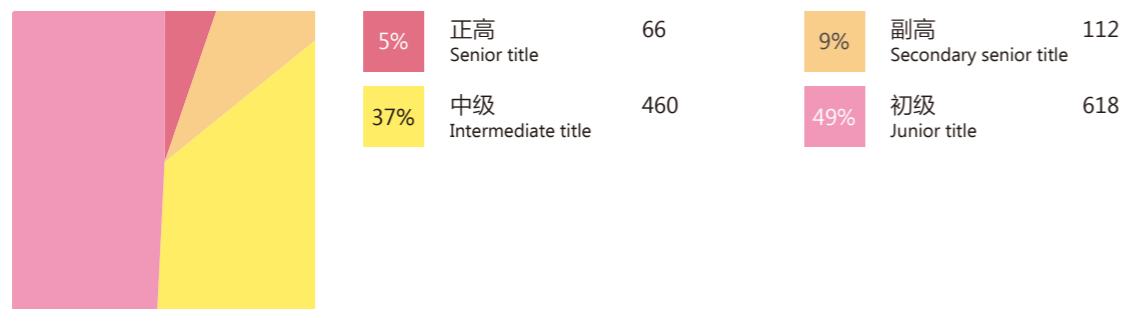 5%
正高
Senior title
66
9%
副高
Secondary senior title
112
37%
中级
Intermediate title
460
49%
初级
Junior title
618